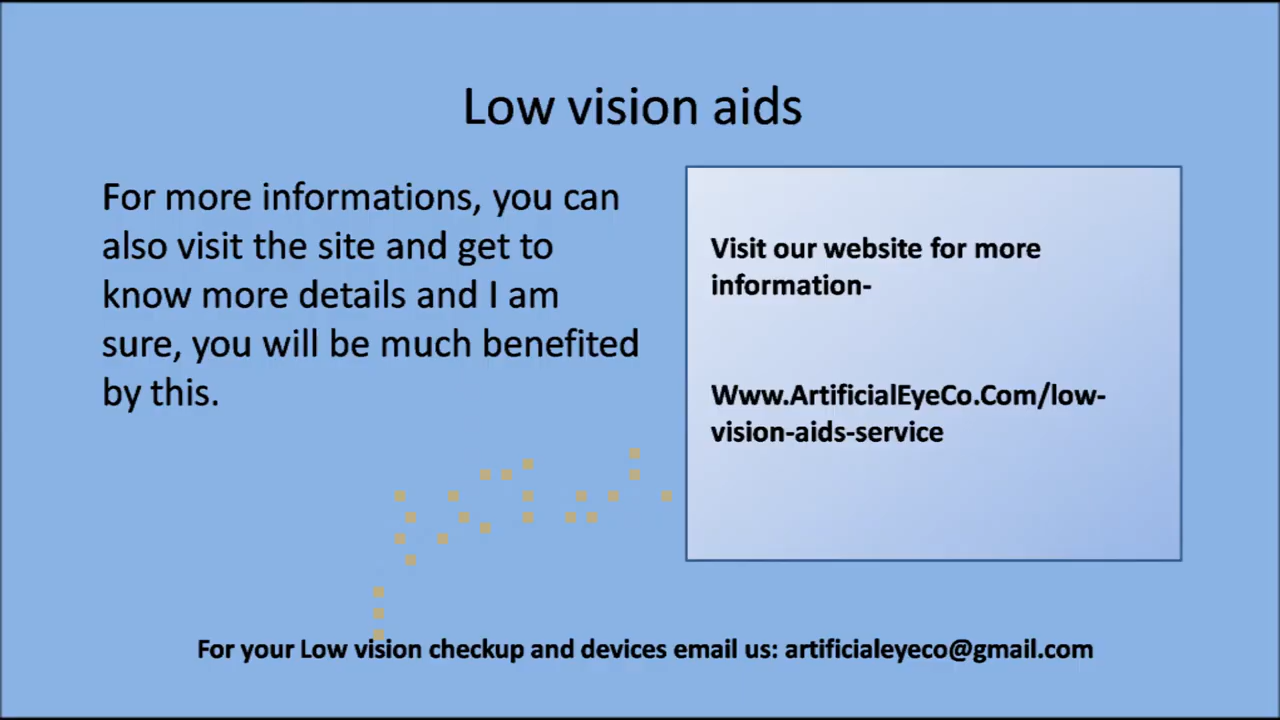 Low vision aids
For more informations, you can
also visit the site and get to
know more details and I am
sure, you will be much benefited
by this.
Visit our website for more
information-
Www.ArtificialEyeCo.Com/low-
vision-aids-service
For your Low vision checkup and devices email us: artificialeyeco@gmail.com